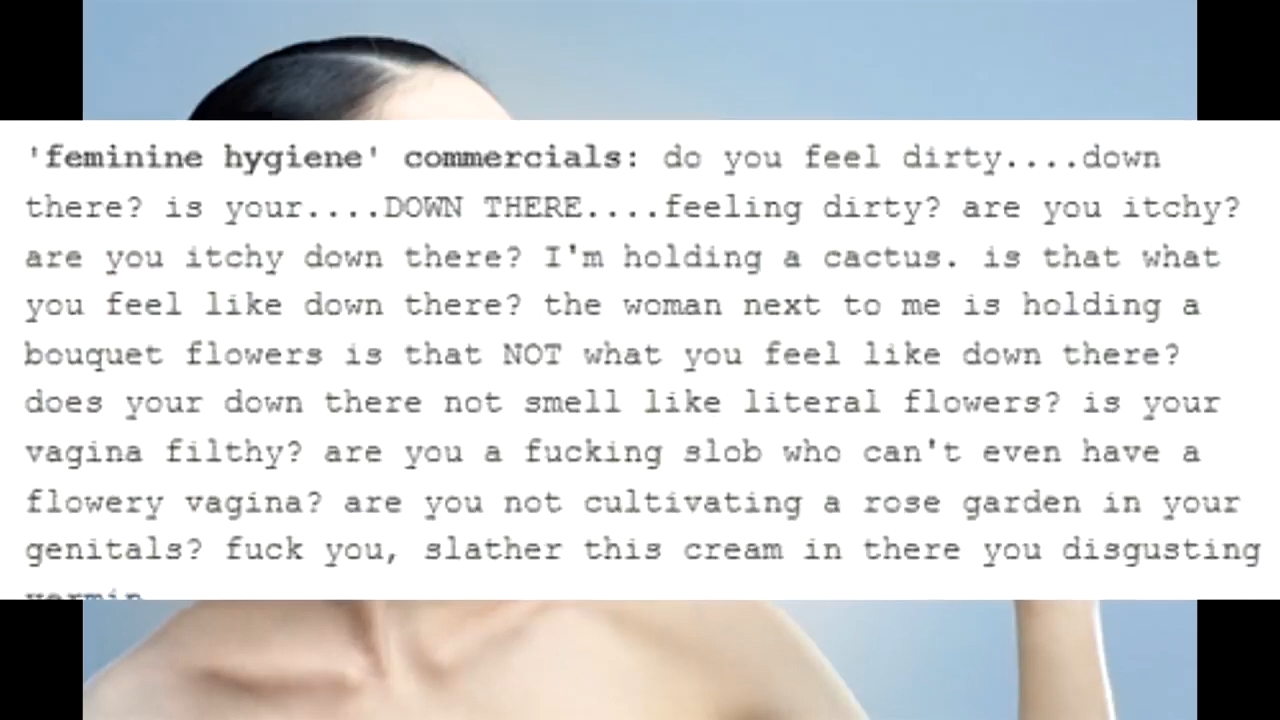 'feminine hygiene' commercials: do you feel dirty....down
there? is your....DOWN THERE....feeling dirty? are you itchy?
are you itchy down there? I'm holding a cactus. is that what
you feel like down there? the woman next to me is holding a
bouquet flowers is that NOT what you feel like down there?
does your down there not smell like literal flowers? is your
vagina filthy? are you a fucking slob who can't even have a
flowery vagina? are you not cultivating a rose garden in your
genitals? fuck you, slather this cream in there you disgusting
vermin